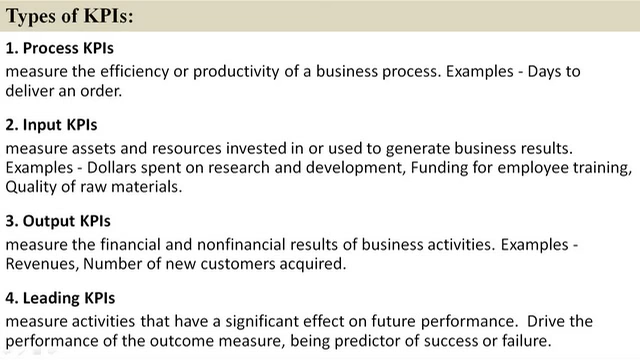 Types of KPIs:
1. Process KPIs
measure the efficiency or productivity of a business process. Examples - Days to
deliver an order.
2. Input KPIs
measure assets and resources invested in or used to generate business results.
Examples - Dollars spent on research and development, Funding for employee training,
Quality of raw materials.
3. Output KPIs
measure the financial and nonfinancial results of business activities. Examples -
Revenues, Number of new customers acquired.
4. Leading KPIs
measure activities that have a significant effect on future performance.  Drive the
performance of the outcome measure, being predictor of success or failure.